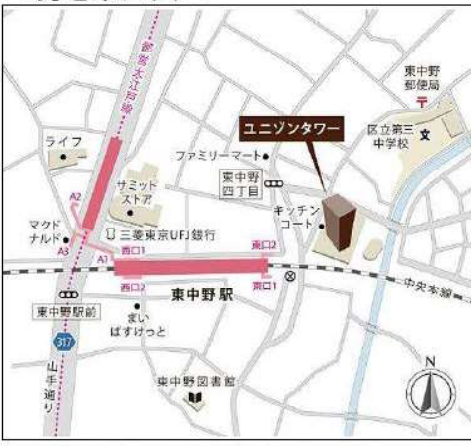 都営大江戸線
東中野
郵便局
ユニゾンタワー
区立第三
中学校
ライフ
ファミリーマート
東中野
四丁目
A2
サミット
ストア
キッチン
コート
マクド
ナルド
三菱東京UFJ銀行
A3
A1
西口1
東口2
西口2
東中野駅
東口1
中央本線
東中野駅前
まい
ばすけっと
317
山手通り
東中野図書館
N